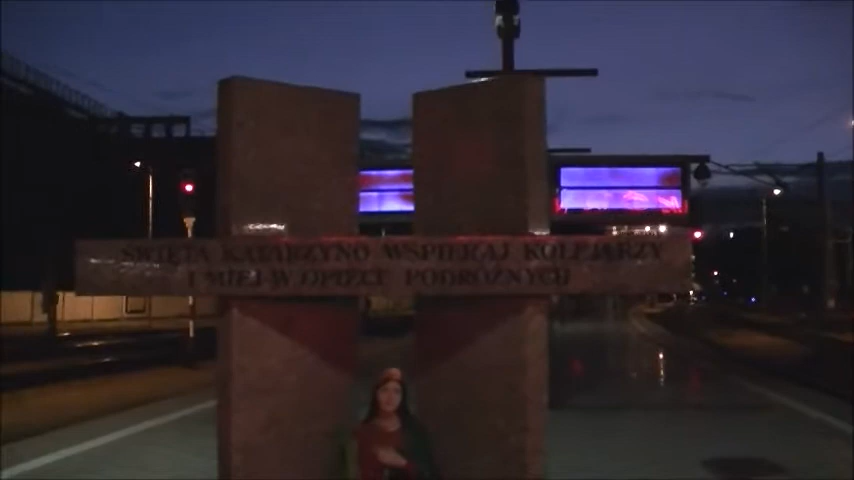 ŚWIĘTA KATARZYNO WSPIERAJ KOLEJARZY
I MIEJ W OPIECE PODRÓŻNYCH